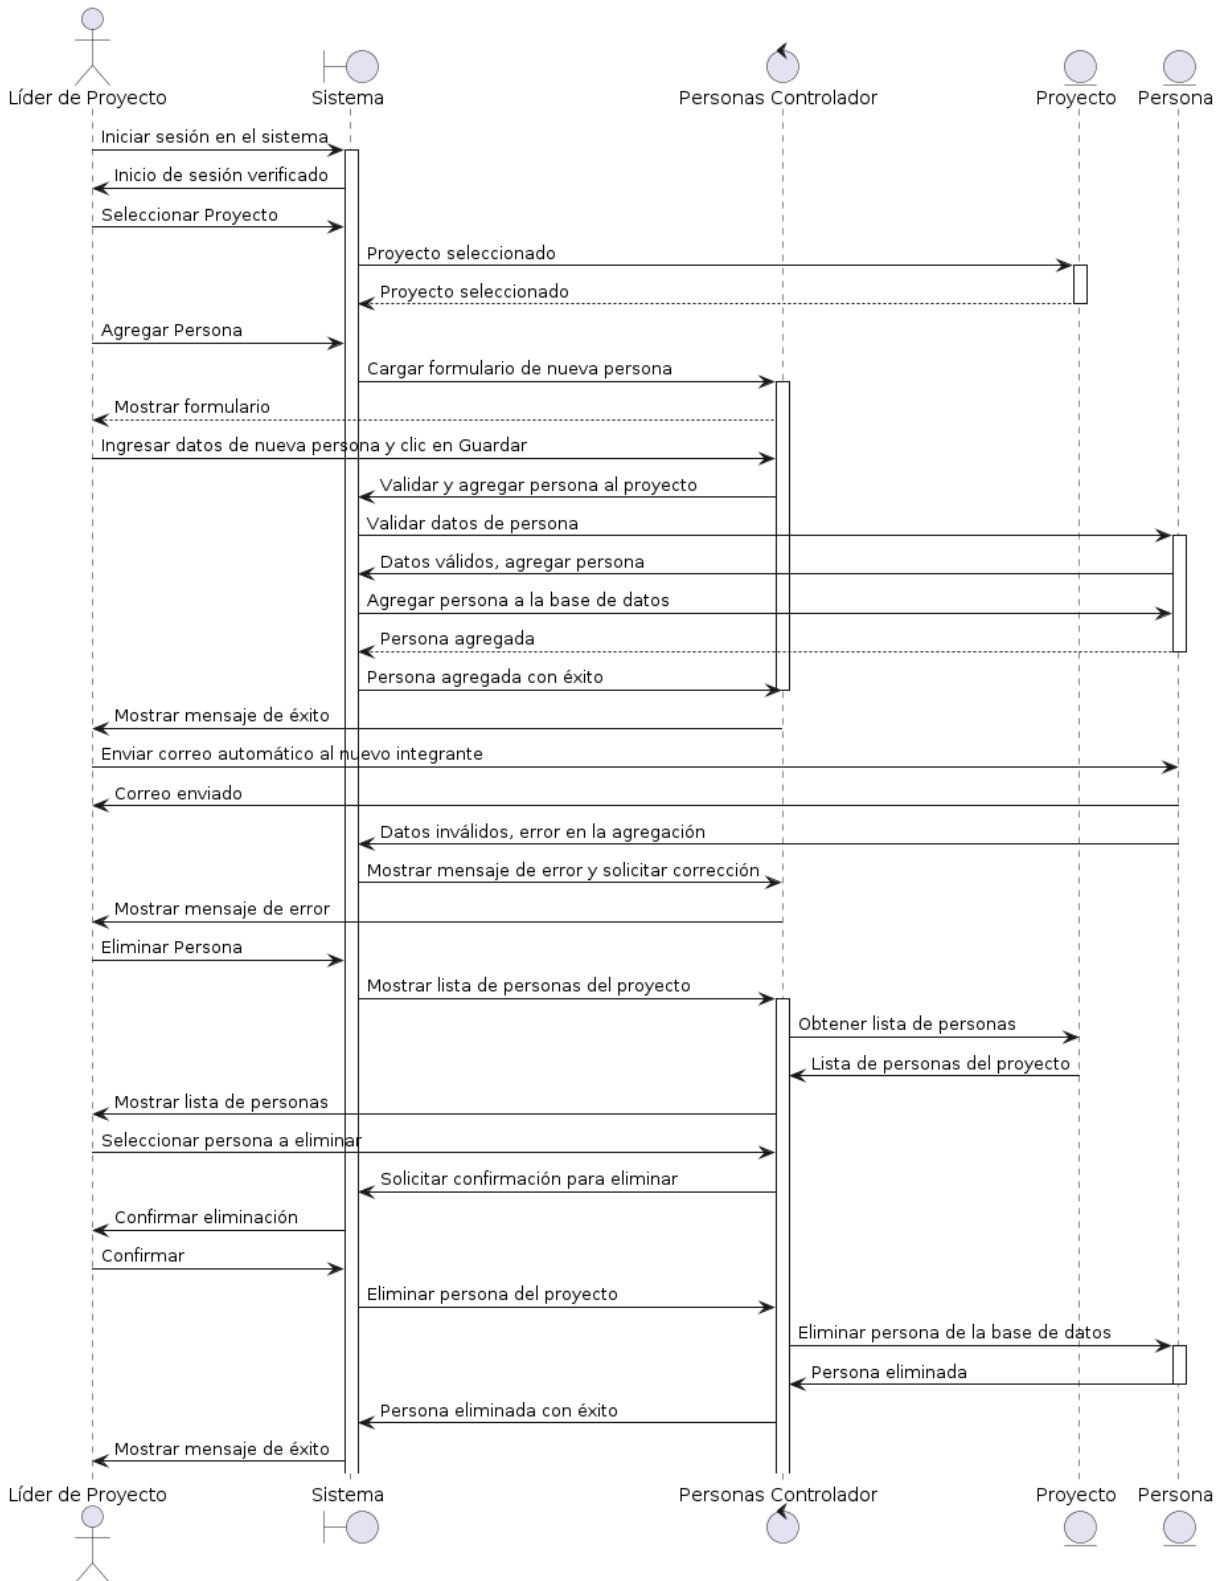 Líder de Proyecto Sistema Personas Controlador Proyecto Persona
Iniciar sesión en el sistema
Inicio de sesión verificado
Seleccionar Proyecto
Proyecto seleccionado
Proyecto seleccionado
Agregar Persona
Cargar formulario de nueva persona
Mostrar formulario
Ingresar datos de nueva persona y clic en Guardar
Validar y agregar persona al proyecto
Validar datos de persona
Datos válidos, agregar persona
Agregar persona a la base de datos
Persona agregada
Persona agregada con éxito
Mostrar mensaje de éxito
Enviar correo automático al nuevo integrante
Correo enviado
Datos inválidos, error en la agregación
Mostrar mensaje de error y solicitar corrección
Mostrar mensaje de error
Eliminar Persona
Mostrar lista de personas del proyecto
Obtener lista de personas
Lista de personas del proyecto
Mostrar lista de personas
Seleccionar persona a eliminar
Solicitar confirmación para eliminar
Confirmar eliminación
Confirmar
Eliminar persona del proyecto
Eliminar persona de la base de datos
Persona eliminada
Persona eliminada con éxito
Mostrar mensaje de éxito
Líder de Proyecto Sistema Personas Controlador Proyecto Persona